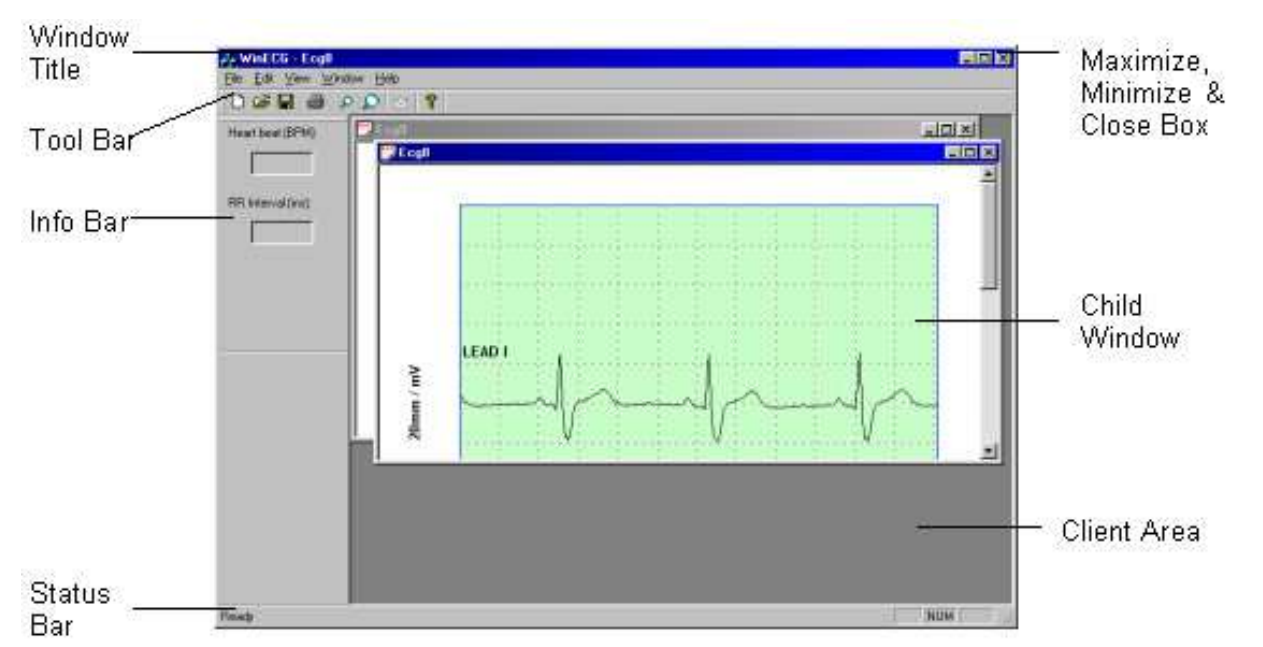 Window
Title
Tool Bar
Info Bar
Status
Bar
Maximize,
Minimize &
Close Box
Child
Window
Client Area
WinECG - Ecg8
File Edit View Window Help
Heart beat (BPM)
RR Interval (ms)
Ecg8
LEAD I
20mm / mV
Ready
NUM